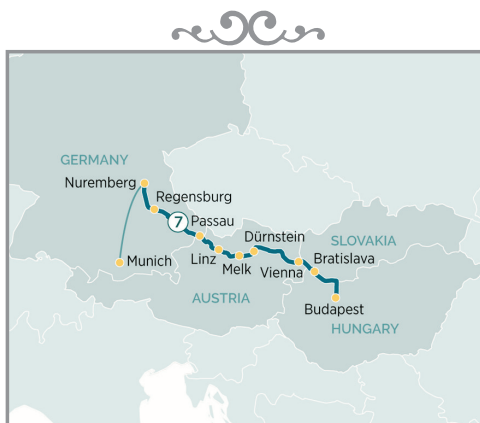 GERMANY
Nuremberg
Regensburg
7
Passau
Dürnstein
SLOVAKIA
Munich
Linz
Melk
Vienna
Bratislava
AUSTRIA
Budapest
HUNGARY